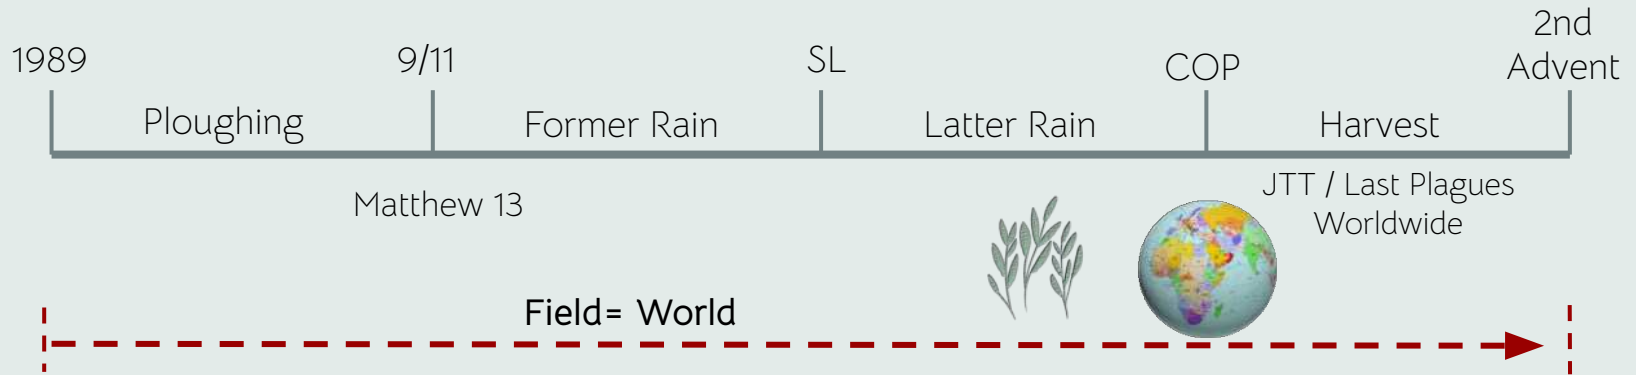 1989
9/11
SL
COP
2nd
Advent
Ploughing
Former Rain
Latter Rain
Harvest
Matthew 13
JTT / Last Plagues
Worldwide
Field= World